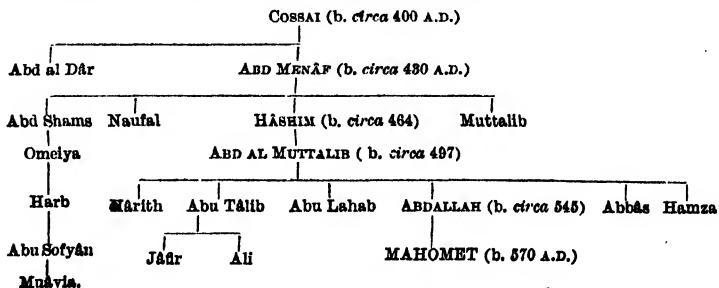 COSSAI (b. circa 400 A.D.)
Abd al Dâr ABD MENÂF (b. circa 430 A.D.)
Abd Shams Naufal HÂSHIM (b. circa 464) Muttalib
Omeiya ABD AL MUTTALIB ( b. circa 497)
Harb Hârith Abu Tâlib Abu Lahab ABDALLAH (b. circa 545) Abbâs Hamza
Abu Sofyân Jâfir Ali MAHOMET (b. 570 A.D.)
Muâvia.